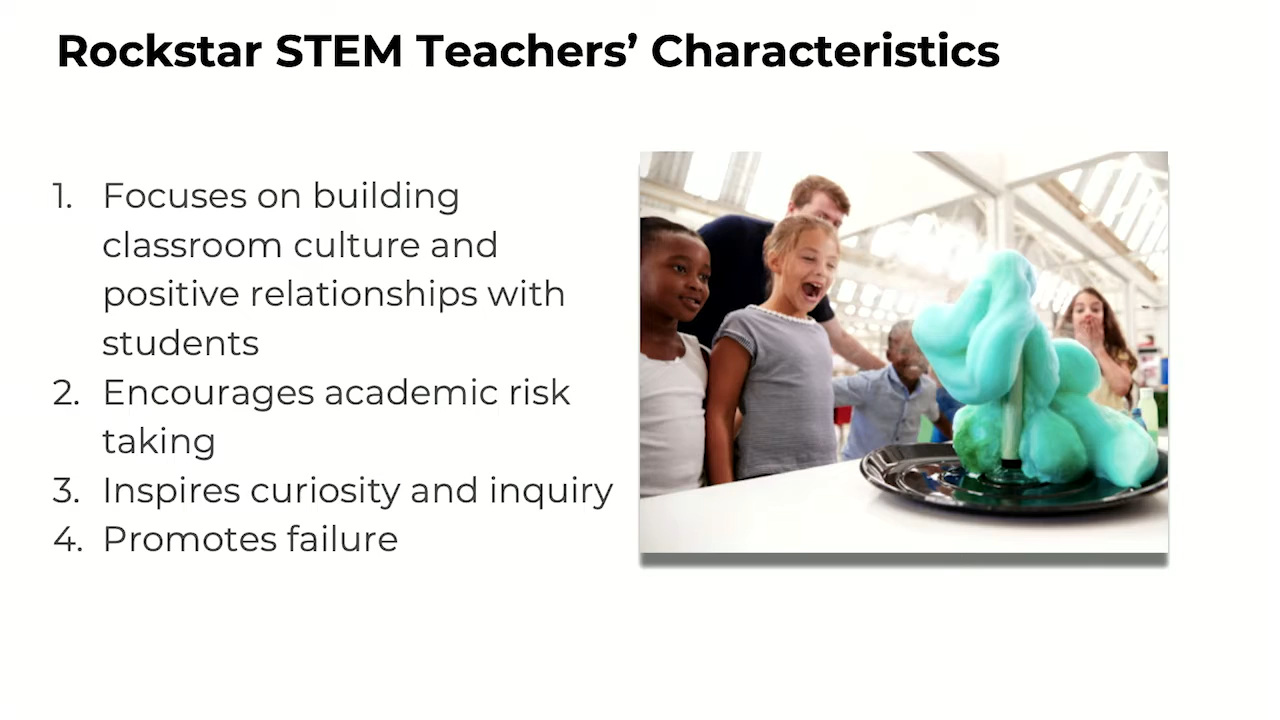 Rockstar STEM Teachers’ Characteristics
1. Focuses on building
classroom culture and
positive relationships with
students
2. Encourages academic risk
taking
3. Inspires curiosity and inquiry
4. Promotes failure